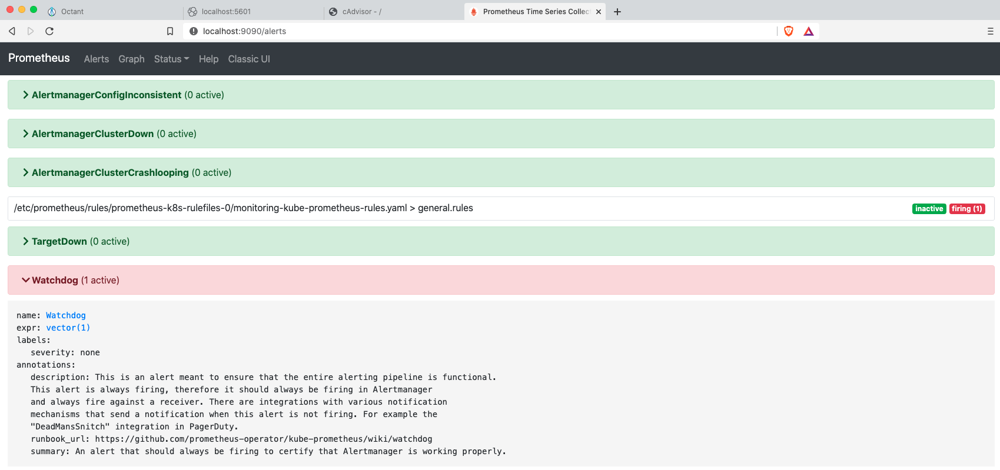 Octant
localhost:5601
cAdvisor - /
Prometheus Time Series Collec
localhost:9090/alerts
Prometheus Alerts Graph Status Help Classic UI
AlertmanagerConfigInconsistent (0 active)
AlertmanagerClusterDown (0 active)
AlertmanagerClusterCrashlooping (0 active)
/etc/prometheus/rules/prometheus-k8s-rulefiles-0/monitoring-kube-prometheus-rules.yaml > general.rules inactive firing (1)
TargetDown (0 active)
Watchdog (1 active)
name: Watchdog
expr: vector(1)
labels:
severity: none
annotations:
description: This is an alert meant to ensure that the entire alerting pipeline is functional.
This alert is always firing, therefore it should always be firing in Alertmanager
and always fire against a receiver. There are integrations with various notification
mechanisms that send a notification when this alert is not firing. For example the
"DeadMansSnitch" integration in PagerDuty.
runbook_url: https://github.com/prometheus-operator/kube-prometheus/wiki/watchdog
summary: An alert that should always be firing to certify that Alertmanager is working properly.